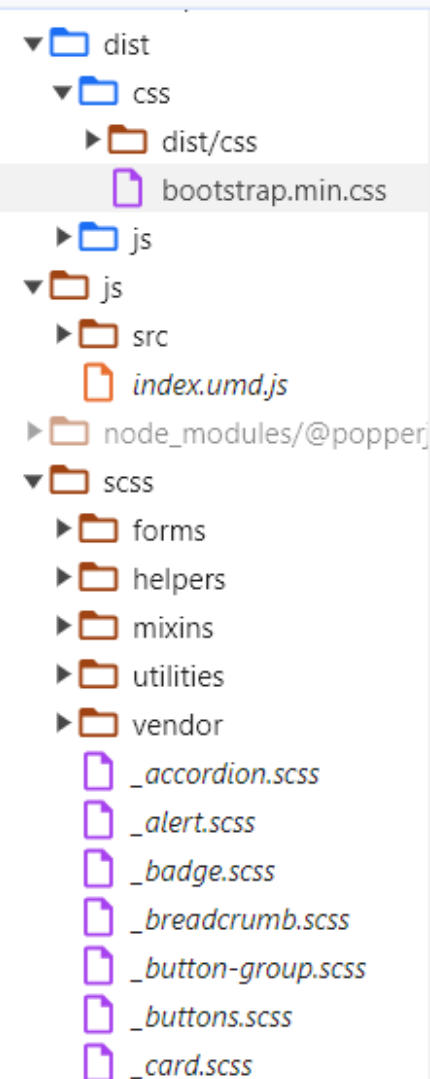 dist
css
dist/css
bootstrap.min.css
js
js
src
index.umd.js
node_modules/@popperj
scss
forms
helpers
mixins
utilities
vendor
_accordion.scss
_alert.scss
_badge.scss
_breadcrumb.scss
_button-group.scss
_buttons.scss
_card.scss